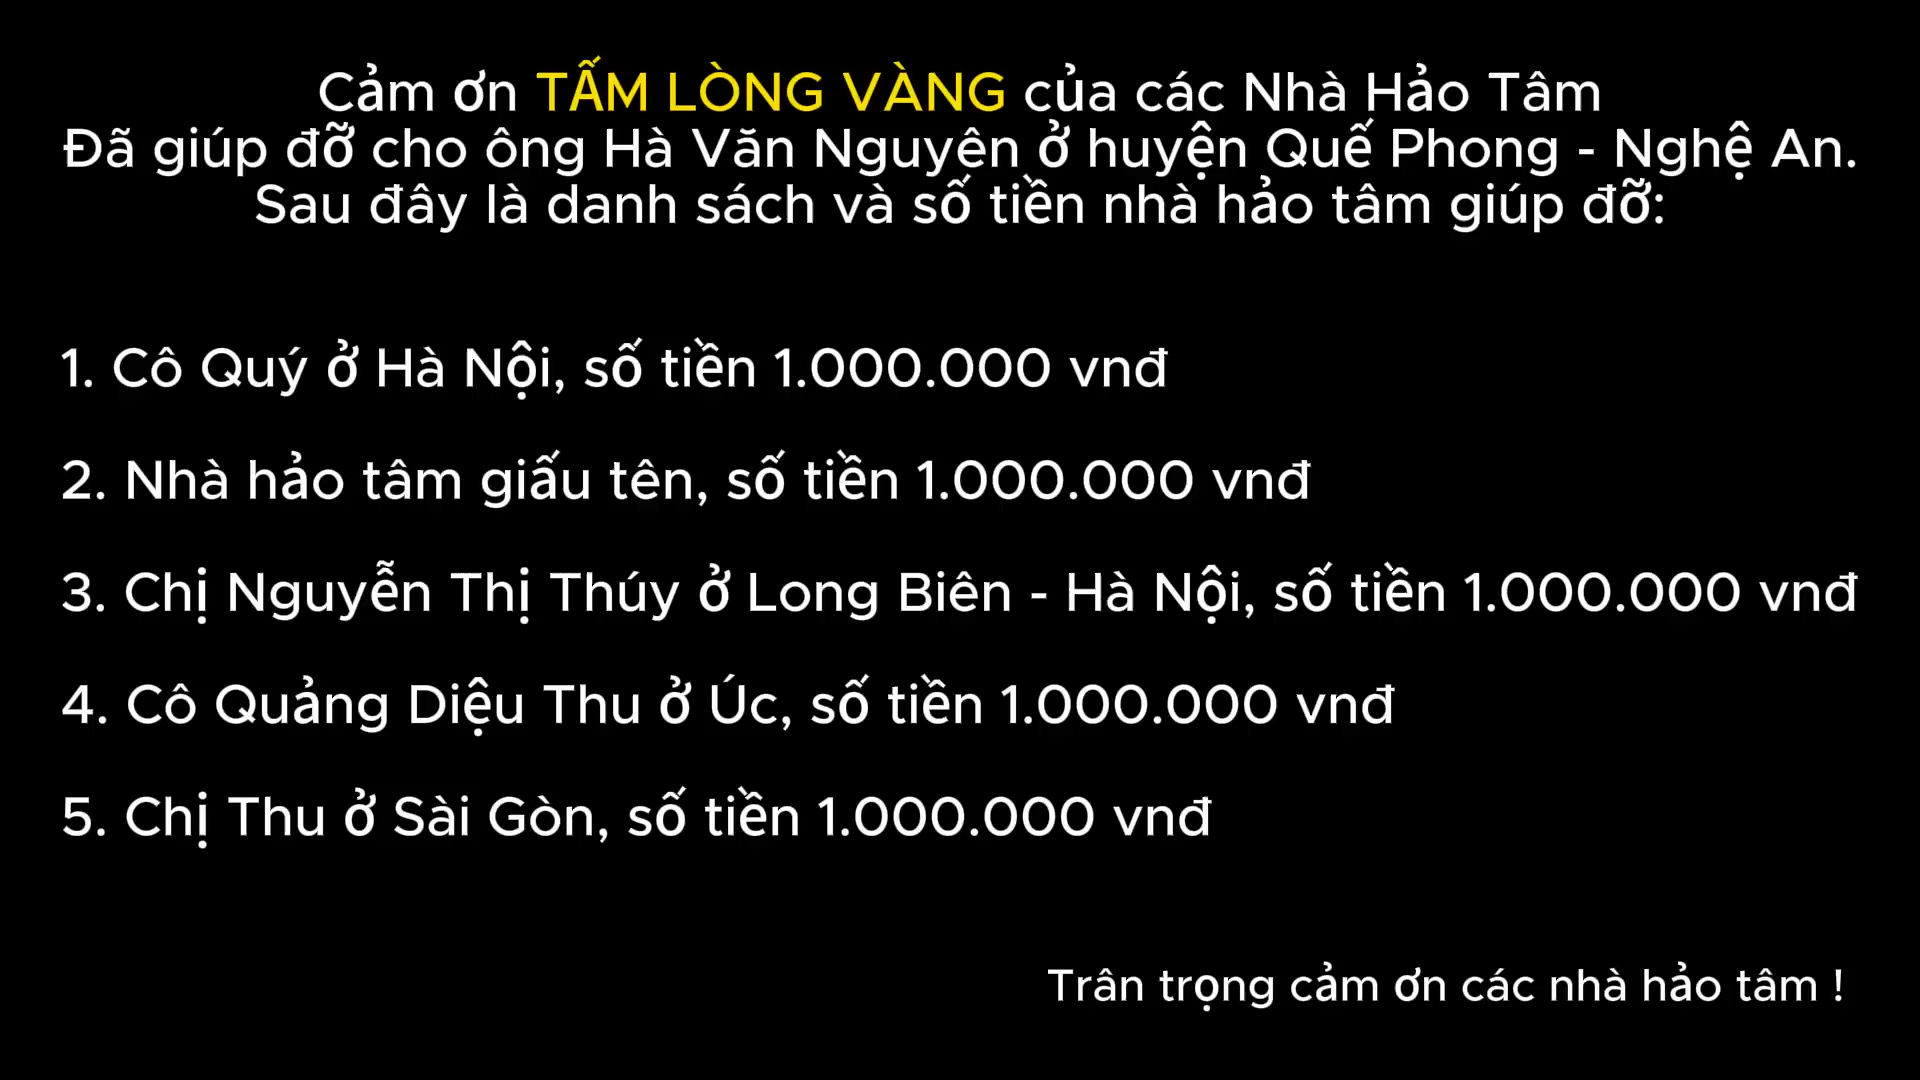 Cảm ơn TẤM LÒNG VÀNG của các Nhà Hảo Tâm
Đã giúp đỡ cho ông Hà Văn Nguyên ở huyện Quế Phong - Nghệ An.
Sau đây là danh sách và số tiền nhà hảo tâm giúp đỡ:
1. Cô Quý ở Hà Nội, số tiền 1.000.000 vnđ
2. Nhà hảo tâm giấu tên, số tiền 1.000.000 vnđ
3. Chị Nguyễn Thị Thúy ở Long Biên - Hà Nội, số tiền 1.000.000 vnđ
4. Cô Quảng Diệu Thu ở Úc, số tiền 1.000.000 vnđ
5. Chị Thu ở Sài Gòn, số tiền 1.000.000 vnđ
Trân trọng cảm ơn các nhà hảo tâm !